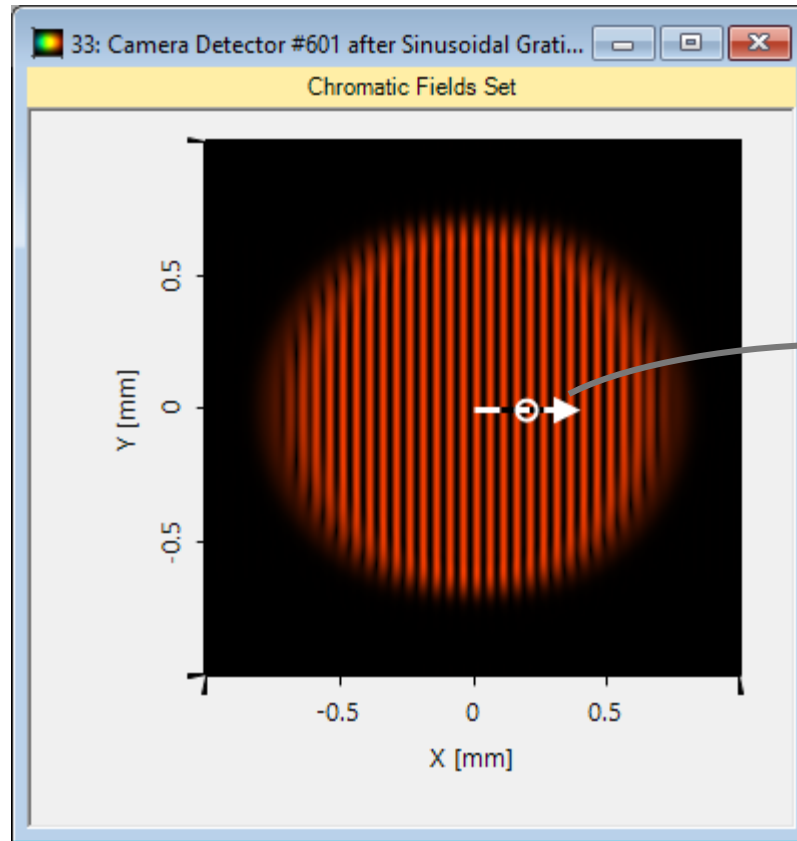 33: Camera Detector #601 after Sinusoidal Grati...
Chromatic Fields Set
0.5
0
-0.5
Y [mm]
-0.5 0 0.5
X [mm]